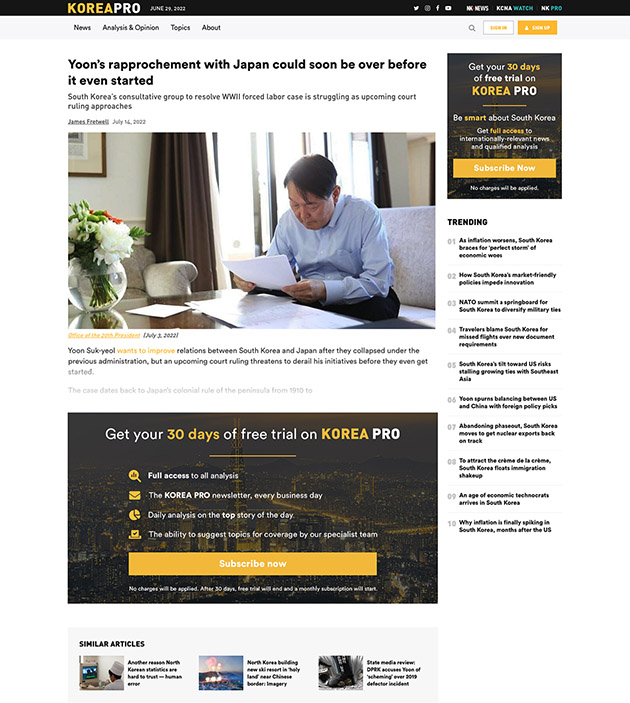 KOREAPRO JUNE 29, 2022
NK NEWS KCNA WATCH NK PRO
News Analysis & Opinion Topics About
SIGN IN SIGN UP
Yoon's rapprochement with Japan could soon be over before
it even started
South Korea's consultative group to resolve WWII forced labor case is struggling as upcoming court
ruling approaches
James Fretwell July 14, 2022
Office of the 20th President (July 3, 2022)
Yoon Suk-yeol wants to improve relations between South Korea and Japan after they collapsed under the
previous administration, but an upcoming court ruling threatens to derail his initiatives before they even get
started.
The case dates back to Japan's colonial rule of the peninsula from 1910 to
Get your 30 days of free trial on KOREA PRO
Full access to all analysis
The KOREA PRO newsletter, every business day
Daily analysis on the top story of the day.
The ability to suggest topics for coverage by our specialist team
Subscribe now
No charges will be applied. After 30 days, free trial will end and a monthly subscription will start.
SIMILAR ARTICLES
Another reason North
Korean statistics are
hard to trust — human
error
North Korea building
new ski resort in 'holy
land' near Chinese
border: Imagery
State media review:
DPRK accuses Yoon of
'scheming' over 2019
defector incident
Get your 30 days
of free trial on
KOREA PRO
Be smart about South Korea
Get full access to
internationally-relevant news
and qualified analysis
Subscribe Now
No charges will be applied.
TRENDING
01 As inflation worsens, South Korea
braces for 'perfect storm' of
economic woes
02 How South Korea's market-friendly
policies impede innovation
03 NATO summit a springboard for
South Korea to diversify military ties
04 Travelers blame South Korea for
missed flights over new document
requirements
05 South Korea's tilt toward US risks
stalling growing ties with Southeast
Asia
06 Yoon spurns balancing between US
and China with foreign policy picks
07 Abandoning phaseout, South Korea
moves to get nuclear exports back
on track
08 To attract the crème de la crème,
South Korea floats immigration
shakeup
09 An age of economic technocrats
arrives in South Korea
10 Why inflation is finally spiking in
South Korea, months after the US